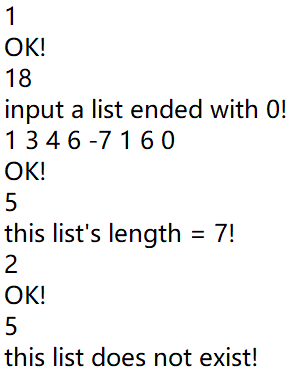 1
OK!
18
input a list ended with 0!
1 3 4 6 -7 1 6 0
OK!
5
this list's length = 7!
2
OK!
5
this list does not exist!